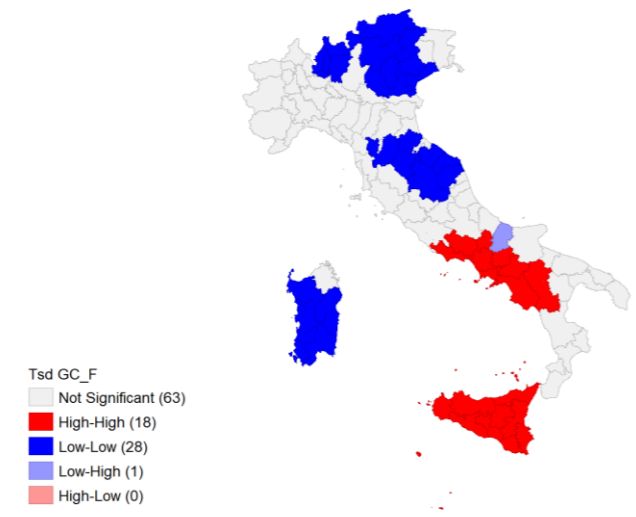 Tsd GC_F
Not Significant (63)
High-High (18)
Low-Low (28)
Low-High (1)
High-Low (0)